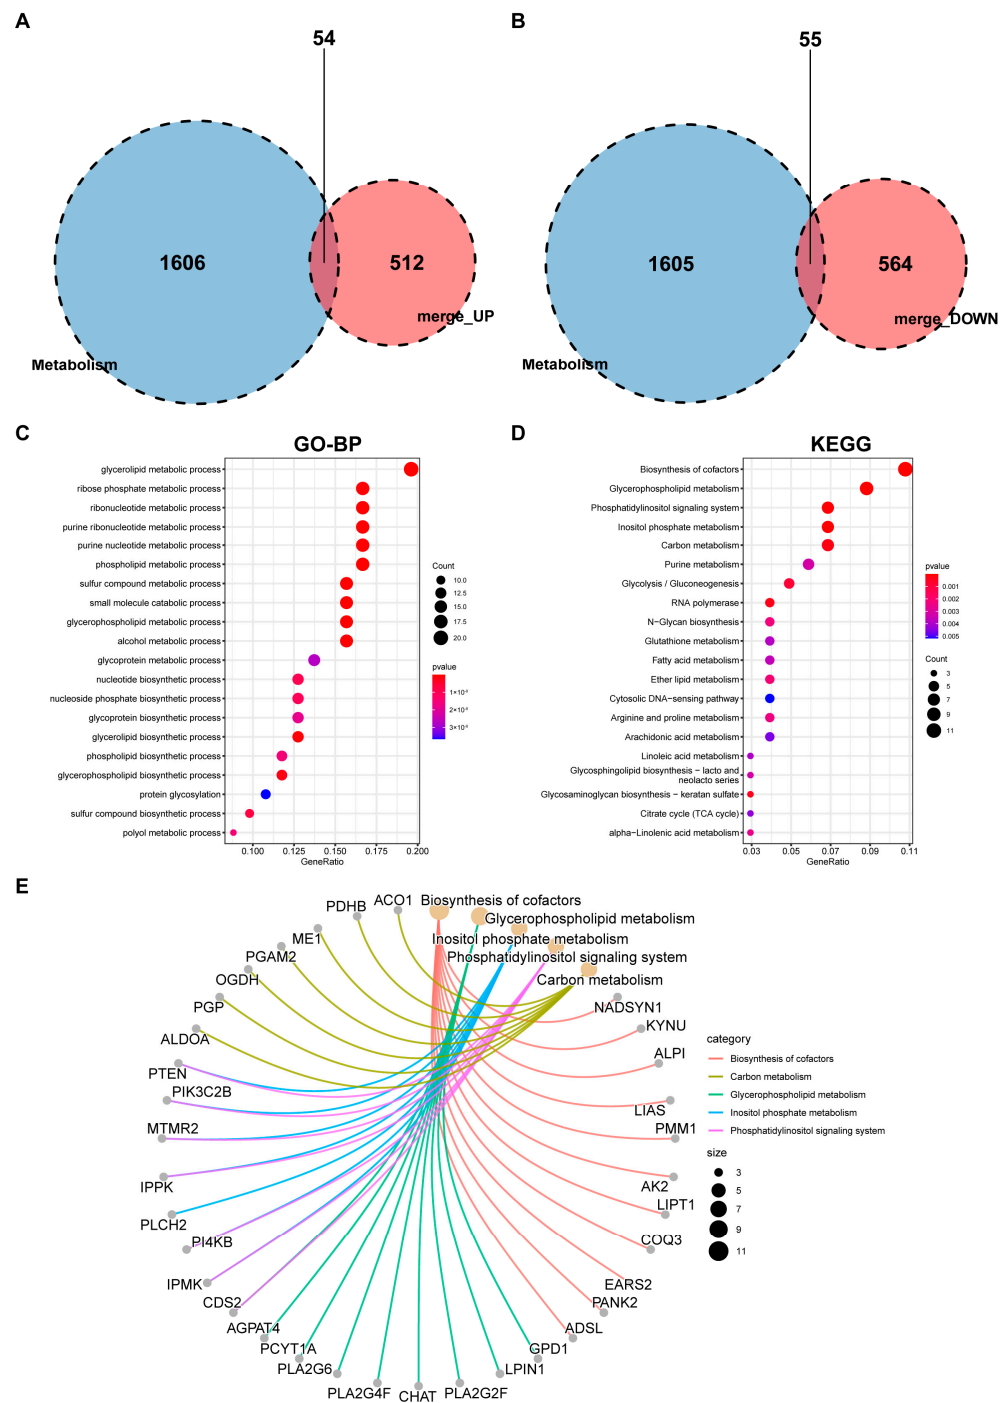 A
54
1606
512
merge_UP
Metabolism
B
55
1605
564
merge_DOWN
Metabolism
C
GO-BP
glycerolipid metabolic process
ribose phosphate metabolic process
ribonucleotide metabolic process
purine ribonucleotide metabolic process
purine nucleotide metabolic process
phospholipid metabolic process
sulfur compound metabolic process
small molecule catabolic process
glycerophospholipid metabolic process
alcohol metabolic process
glycoprotein metabolic process
nucleotide biosynthetic process
nucleoside phosphate biosynthetic process
glycoprotein biosynthetic process
glycerolipid biosynthetic process
phospholipid biosynthetic process
glycerophospholipid biosynthetic process
protein glycosylation
sulfur compound biosynthetic process
polyol metabolic process
0.100 0.125 0.150 0.175 0.200
GeneRatio
Count
10.0
12.5
15.0
17.5
20.0
pvalue
D
KEGG
Biosynthesis of cofactors
Glycerophospholipid metabolism
Phosphatidylinositol signaling system
Inositol phosphate metabolism
Carbon metabolism
Purine metabolism
Glycolysis / Gluconeogenesis
RNA polymerase
N−Glycan biosynthesis
Glutathione metabolism
Fatty acid metabolism
Ether lipid metabolism
Cytosolic DNA−sensing pathway
Arginine and proline metabolism
Arachidonic acid metabolism
Linoleic acid metabolism
Glycosphingolipid biosynthesis − lacto and
neolacto series
Glycosaminoglycan biosynthesis − keratan sulfate
Citrate cycle (TCA cycle)
alpha−Linolenic acid metabolism
0.03 0.05 0.07 0.09 0.11
GeneRatio
pvalue
0.001
0.002
0.003
0.004
0.005
Count
3
5
7
9
11
E
Biosynthesis of cofactors
Glycerophospholipid metabolism
Inositol phosphate metabolism
Phosphatidylinositol signaling system
Carbon metabolism
ACO1
PDHB
ME1
PGAM2
OGDH
PGP
ALDOA
PTEN
PIK3C2B
MTMR2
IPPK
PLCH2
PI4KB
IPMK
CDS2
AGPAT4
PCYT1A
PLA2G6
PLA2G4F
CHAT
PLA2G2F
LPIN1
GPD1
ADSL
PANK2
EARS2
COQ3
LIPT1
AK2
PMM1
LIAS
ALPI
KYNU
NADSYN1
category
Biosynthesis of cofactors
Carbon metabolism
Glycerophospholipid metabolism
Inositol phosphate metabolism
Phosphatidylinositol signaling system
size
3
5
7
9
11